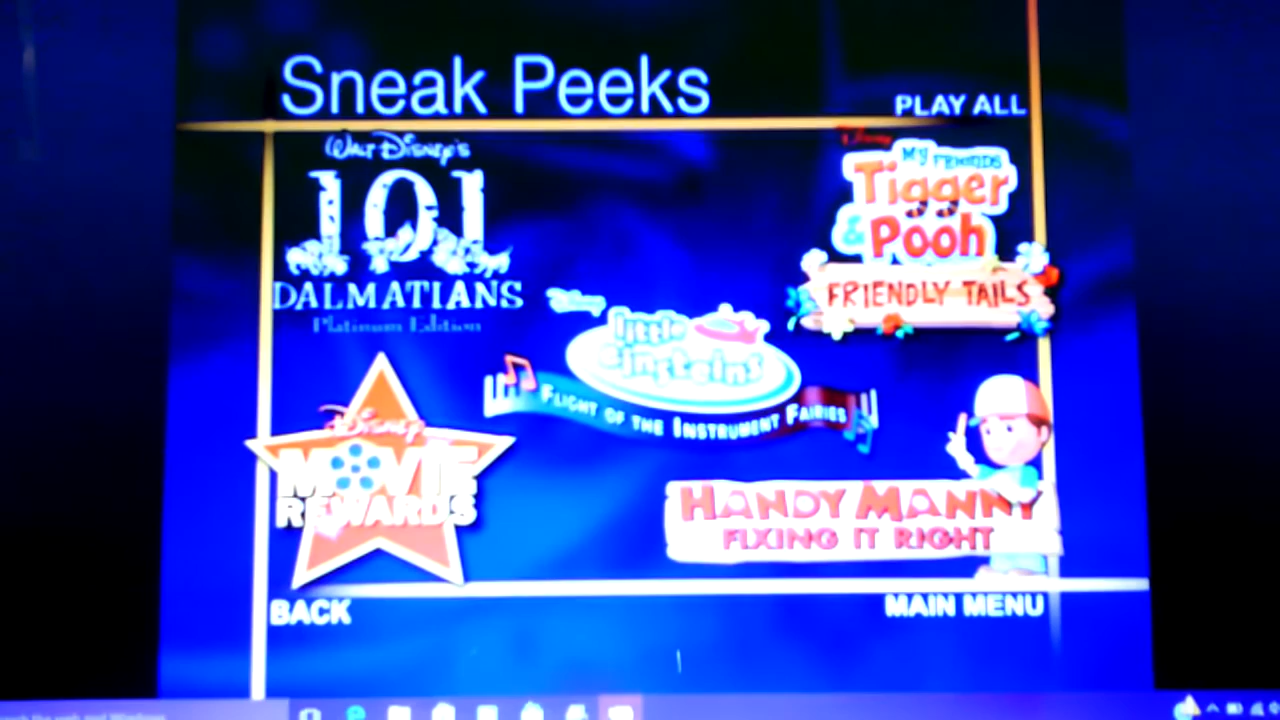 Sneak Peeks
PLAY ALL
WALT DISNEY'S
101
DALMATIANS
Platinum Edition
Disney
MY FRIENDS
Tigger
& Pooh
FRIENDLY TAILS
Disney
little
einsteins
FLIGHT OF THE INSTRUMENT FAIRIES
Disney
MOVIE
REWARDS
HANDY MANNY
FIXING IT RIGHT
BACK
MAIN MENU